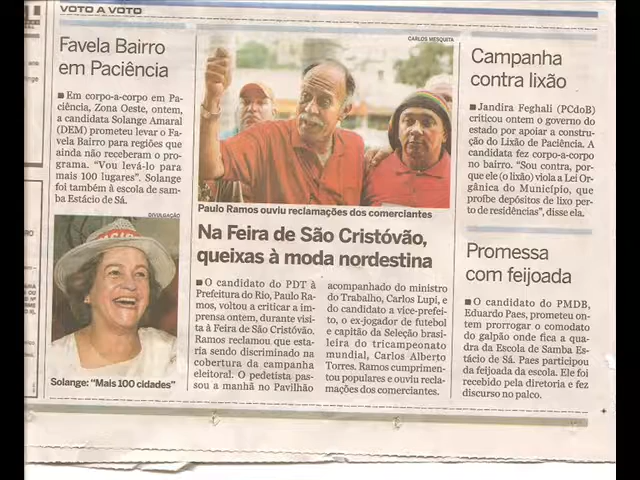 VOTO A VOTO
Favela Bairro
em Paciência
■ Em corpo-a-corpo em Pa-
ciência, Zona Oeste, ontem, a
candidata Solange Amaral
(DEM) prometeu levar o Fa-
vela Bairro para regiões que
ainda não receberam o pro-
grama. "Vou levá-lo para
mais 100 lugares". Solange
foi também à escola de sam-
ba Estácio de Sá.
DIVULGAÇÃO
Solange: "Mais 100 cidades"
CARLOS MESQUITA
Paulo Ramos ouviu reclamações dos comerciantes
Na Feira de São Cristóvão,
queixas à moda nordestina
■ O candidato do PDT à
Prefeitura do Rio, Paulo Ra-
mos, voltou a criticar a im-
prensa ontem, durante visi-
ta à Feira de São Cristóvão.
Ramos reclamou que esta-
ria sendo discriminado na
cobertura da campanha
eleitoral. O pedetista pas-
sou a manhã no Pavilhão
acompanhado do ministro
do Trabalho, Carlos Lupi, e do
candidato a vice-prefei-
to, o ex-jogador de futebol
e capitão da Seleção brasilei-
ra do tricampeonato mun-
dial, Carlos Alberto
Torres. Ramos cumprimen-
tou populares e ouviu recla-
mações dos comerciantes.
Campanha
contra lixão
■ Jandira Feghali (PCdoB)
criticou ontem o governo do
estado por apoiar a construção
do Lixão de Paciência. A
candidata fez corpo-a-corpo
no bairro. "Sou contra, por-
que ele (o lixão) viola a Lei Or-
gânica do Município, que
proíbe depósitos de lixo per-
to de residências", disse ela.
Promessa
com feijoada
■ O candidato do PMDB,
Eduardo Paes, prometeu on-
tem prorrogar o comodato do
galpão onde fica a quadra
da Escola de Samba Es-
tácio de Sá. Paes participou
da feijoada da escola. Ele foi
recebido pela diretoria e fez
discurso no palco.